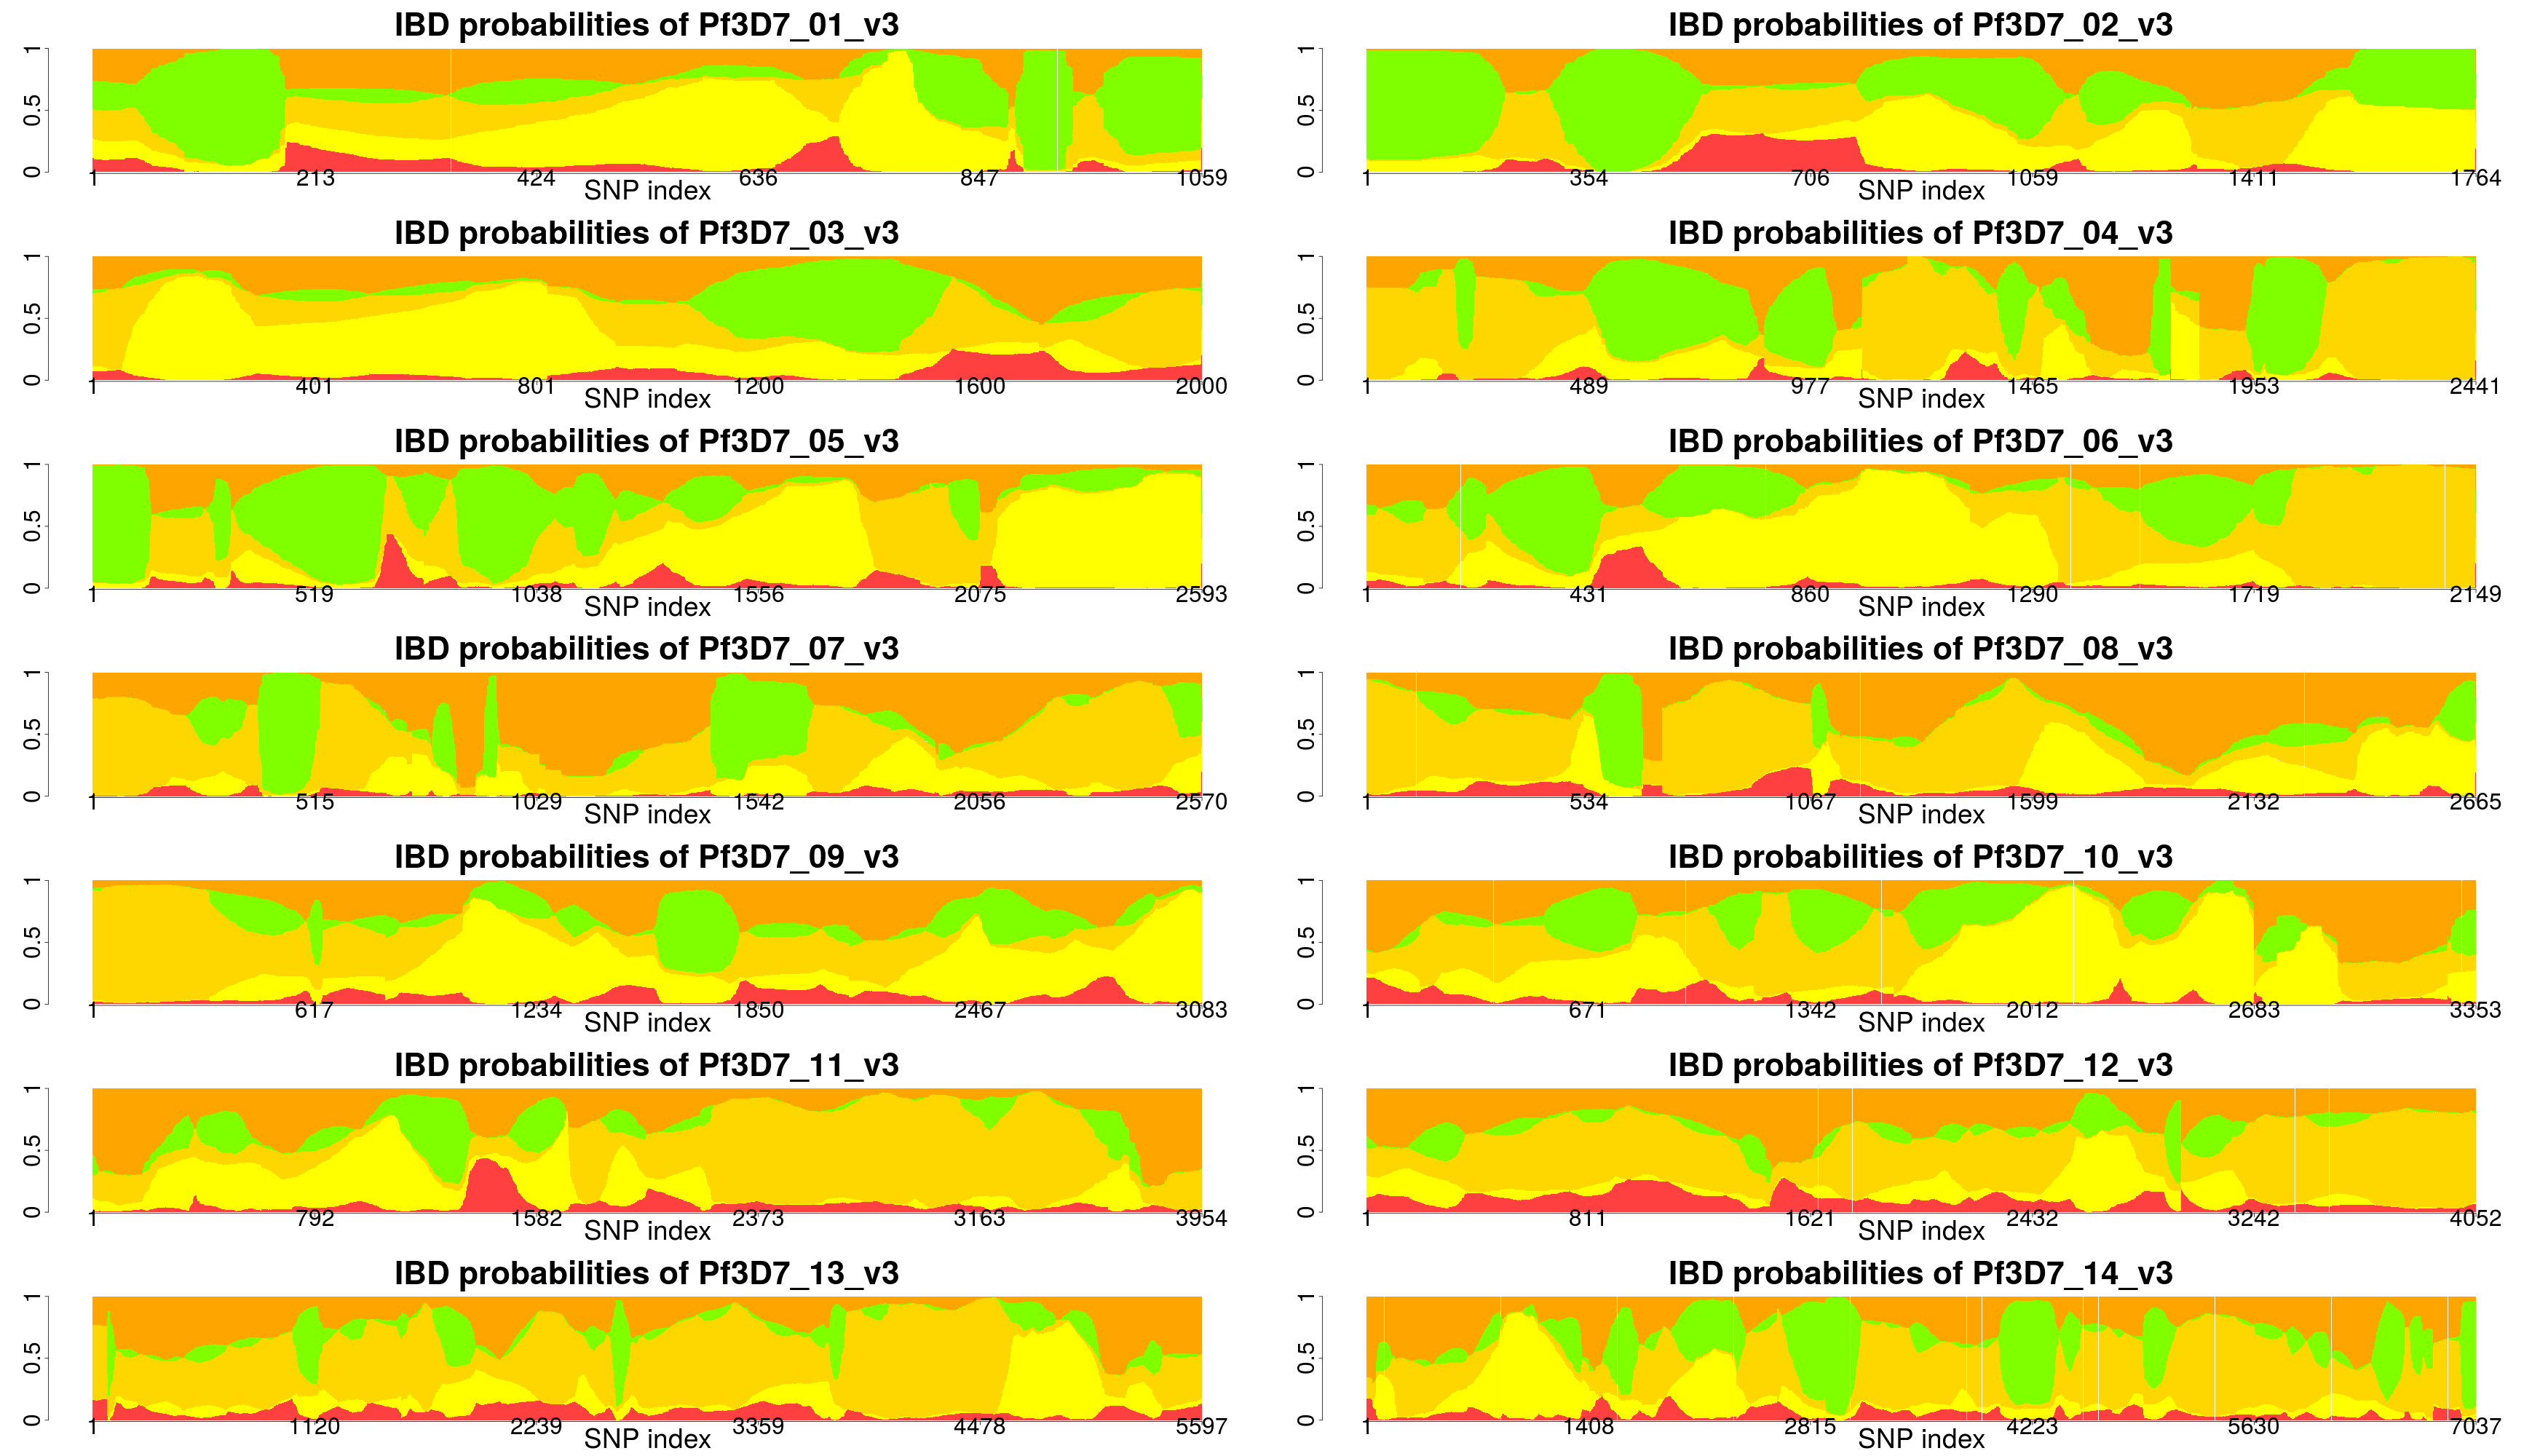 IBD probabilities of Pf3D7_01_v3
1
0.5
0
1 213 424 636 847 1059
SNP index
IBD probabilities of Pf3D7_02_v3
1
0.5
0
1 354 706 1059 1411 1764
SNP index
IBD probabilities of Pf3D7_03_v3
1
0.5
0
1 401 801 1200 1600 2000
SNP index
IBD probabilities of Pf3D7_04_v3
1
0.5
0
1 489 977 1465 1953 2441
SNP index
IBD probabilities of Pf3D7_05_v3
1
0.5
0
1 519 1038 1556 2075 2593
SNP index
IBD probabilities of Pf3D7_06_v3
1
0.5
0
1 431 860 1290 1719 2149
SNP index
IBD probabilities of Pf3D7_07_v3
1
0.5
0
1 515 1029 1542 2056 2570
SNP index
IBD probabilities of Pf3D7_08_v3
1
0.5
0
1 534 1067 1599 2132 2665
SNP index
IBD probabilities of Pf3D7_09_v3
1
0.5
0
1 617 1234 1850 2467 3083
SNP index
IBD probabilities of Pf3D7_10_v3
1
0.5
0
1 671 1342 2012 2683 3353
SNP index
IBD probabilities of Pf3D7_11_v3
1
0.5
0
1 792 1582 2373 3163 3954
SNP index
IBD probabilities of Pf3D7_12_v3
1
0.5
0
1 811 1621 2432 3242 4052
SNP index
IBD probabilities of Pf3D7_13_v3
1
0.5
0
1 1120 2239 3359 4478 5597
SNP index
IBD probabilities of Pf3D7_14_v3
1
0.5
0
1 1408 2815 4223 5630 7037
SNP index